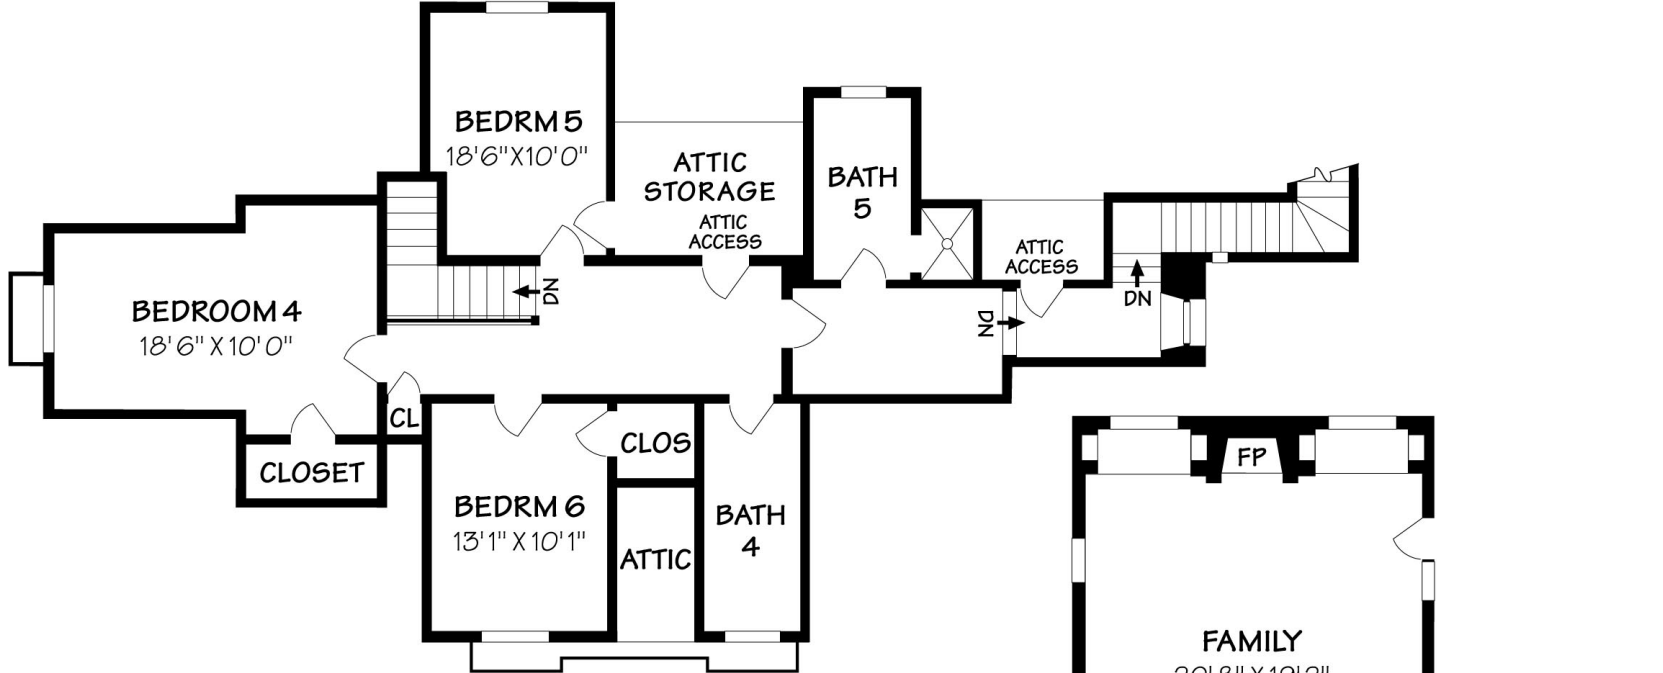 BEDRM 5
18'6"X10'0"
ATTIC
STORAGE
ATTIC
ACCESS
BATH
5
ATTIC
ACCESS
DN
DN
DN
BEDROOM 4
18'6" X 10'0"
CL
CLOSET
CLOS
BEDRM 6
13'1" X 10'1"
ATTIC
BATH
4
FP
FAMILY